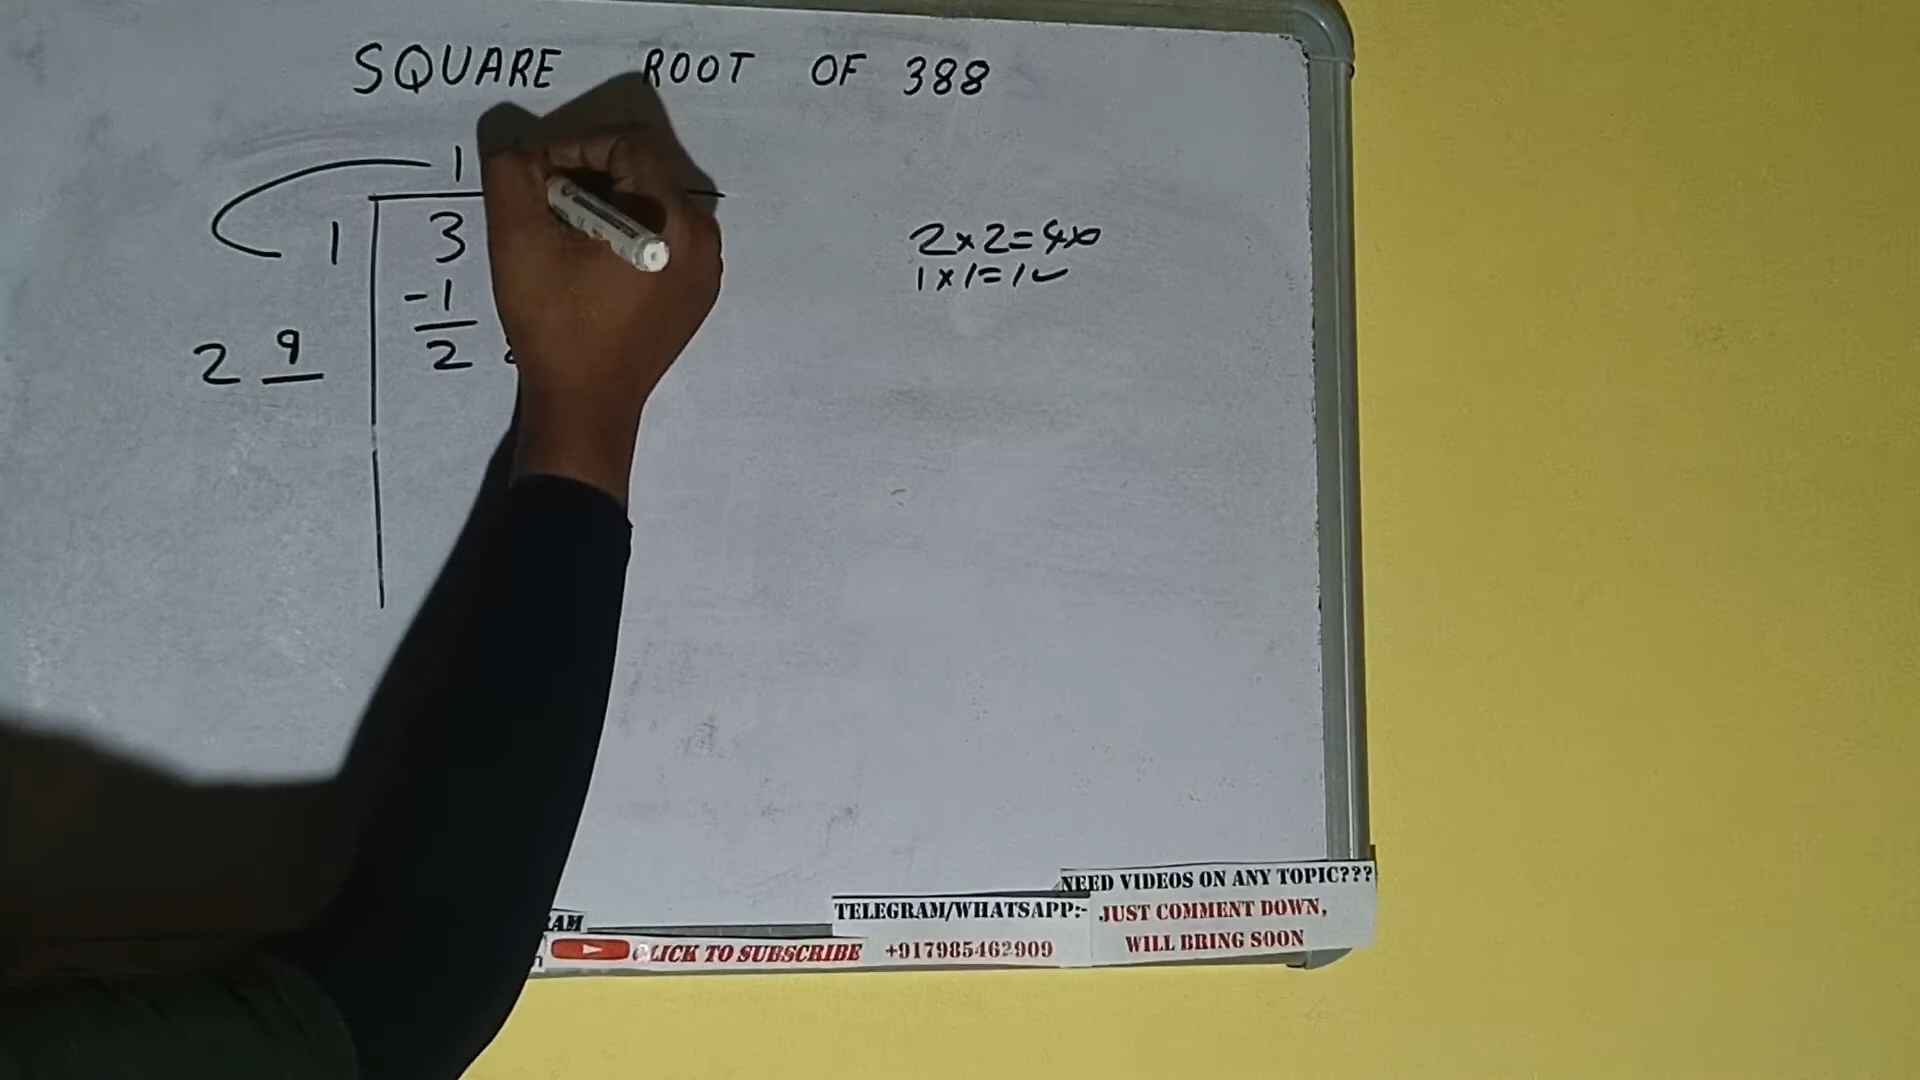 SQUARE ROOT OF 388
1
1 3
2×2=4×
1×1=1✓
-1
2 9 2
NEED VIDEOS ON ANY TOPIC???
TELEGRAM/WHATSAPP:- JUST COMMENT DOWN,
CLICK TO SUBSCRIBE +917985462909 WILL BRING SOON